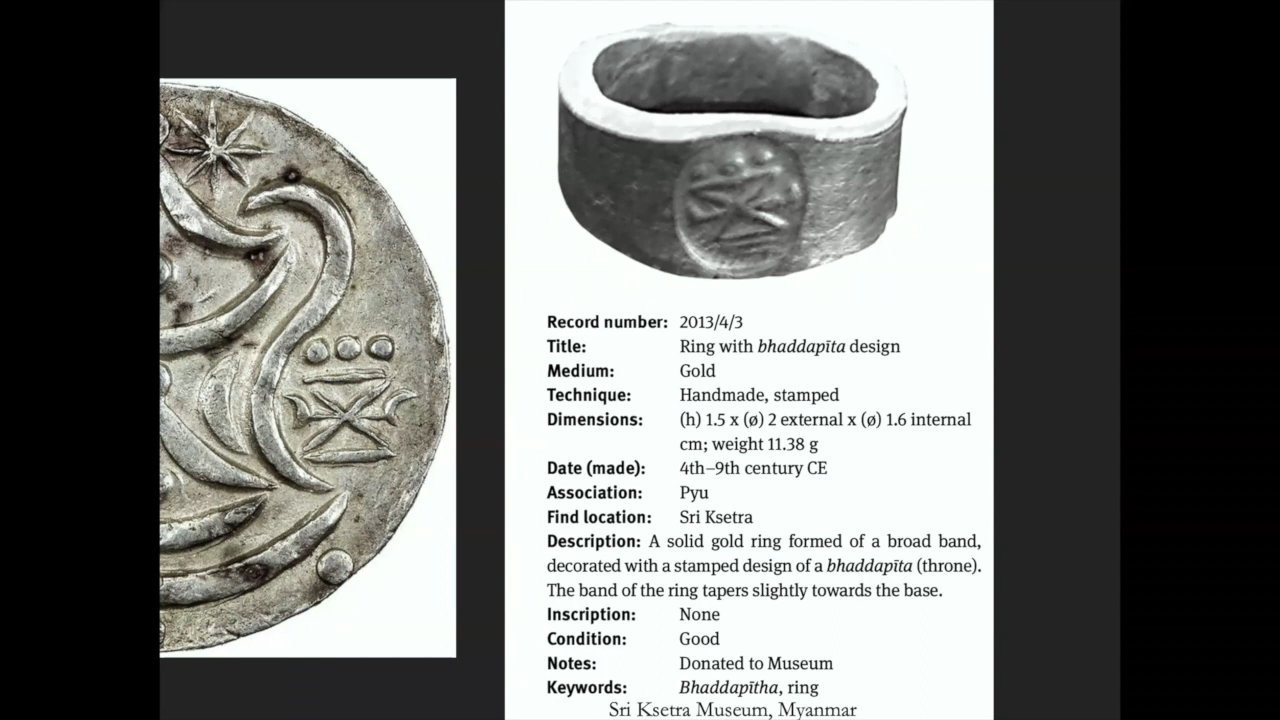 Record number: 2013/4/3
Title: Ring with bhaddapīta design
Medium: Gold
Technique: Handmade, stamped
Dimensions: (h) 1.5 x (ø) 2 external x (ø) 1.6 internal
cm; weight 11.38 g
Date (made): 4th–9th century CE
Association: Pyu
Find location: Sri Ksetra
Description: A solid gold ring formed of a broad band,
decorated with a stamped design of a bhaddapīta (throne).
The band of the ring tapers slightly towards the base.
Inscription: None
Condition: Good
Notes: Donated to Museum
Keywords: Bhaddapītha, ring
Sri Ksetra Museum, Myanmar